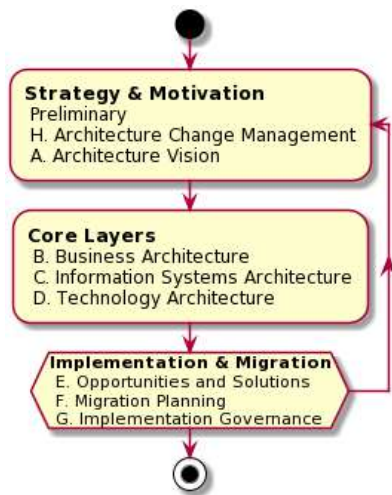 Strategy & Motivation
Preliminary
H. Architecture Change Management
A. Architecture Vision
Core Layers
B. Business Architecture
C. Information Systems Architecture
D. Technology Architecture
Implementation & Migration
E. Opportunities and Solutions
F. Migration Planning
G. Implementation Governance